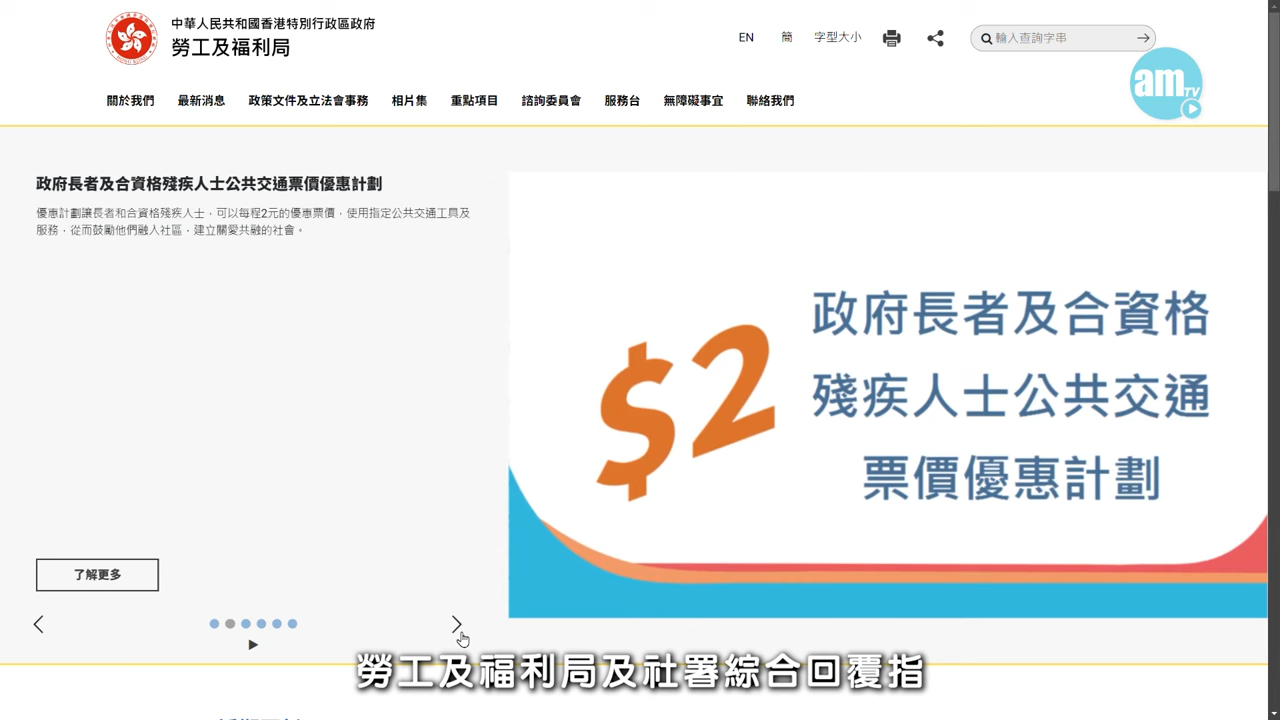 中華人民共和國香港特別行政區政府
勞工及福利局
EN 簡 字型大小 輸入查詢字串
am TV
關於我們 最新消息 政策文件及立法會事務 相片集 重點項目 諮詢委員會 服務台 無障礙事宜 聯絡我們
政府長者及合資格殘疾人士公共交通票價優惠計劃
優惠計劃讓長者和合資格殘疾人士，可以每程2元的優惠票價，使用指定公共交通工具及
服務，從而鼓勵他們融入社區，建立關愛共融的社會。
$2
政府長者及合資格
殘疾人士公共交通
票價優惠計劃
了解更多
勞工及福利局及社署綜合回覆指